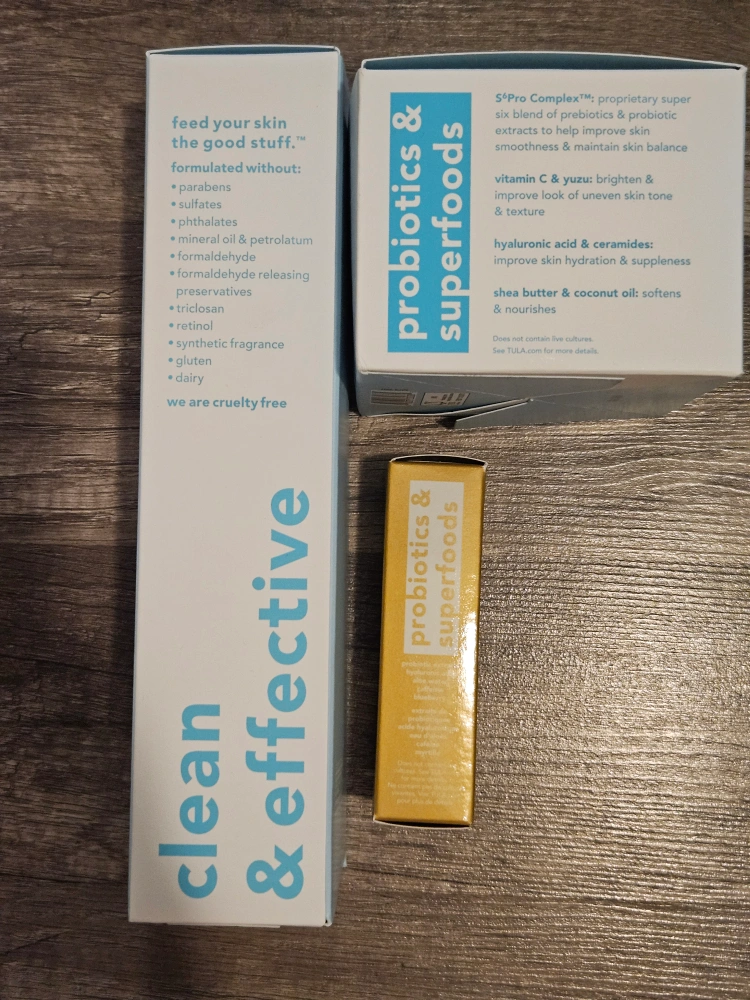 feed your skin
the good stuff.™
formulated without:
• parabens
• sulfates
• phthalates
• mineral oil & petrolatum
• formaldehyde
• formaldehyde releasing
preservatives
• triclosan
• retinol
• synthetic fragrance
• gluten
• dairy
we are cruelty free
clean
& effective
probiotics &
superfoods
S⁶Pro Complex™: proprietary super
six blend of prebiotics & probiotic
extracts to help improve skin
smoothness & maintain skin balance
vitamin C & yuzu: brighten &
improve look of uneven skin tone
& texture
hyaluronic acid & ceramides:
improve skin hydration & suppleness
shea butter & coconut oil: softens
& nourishes
Does not contain live cultures.
See TULA.com for more details.
probiotics &
superfoods